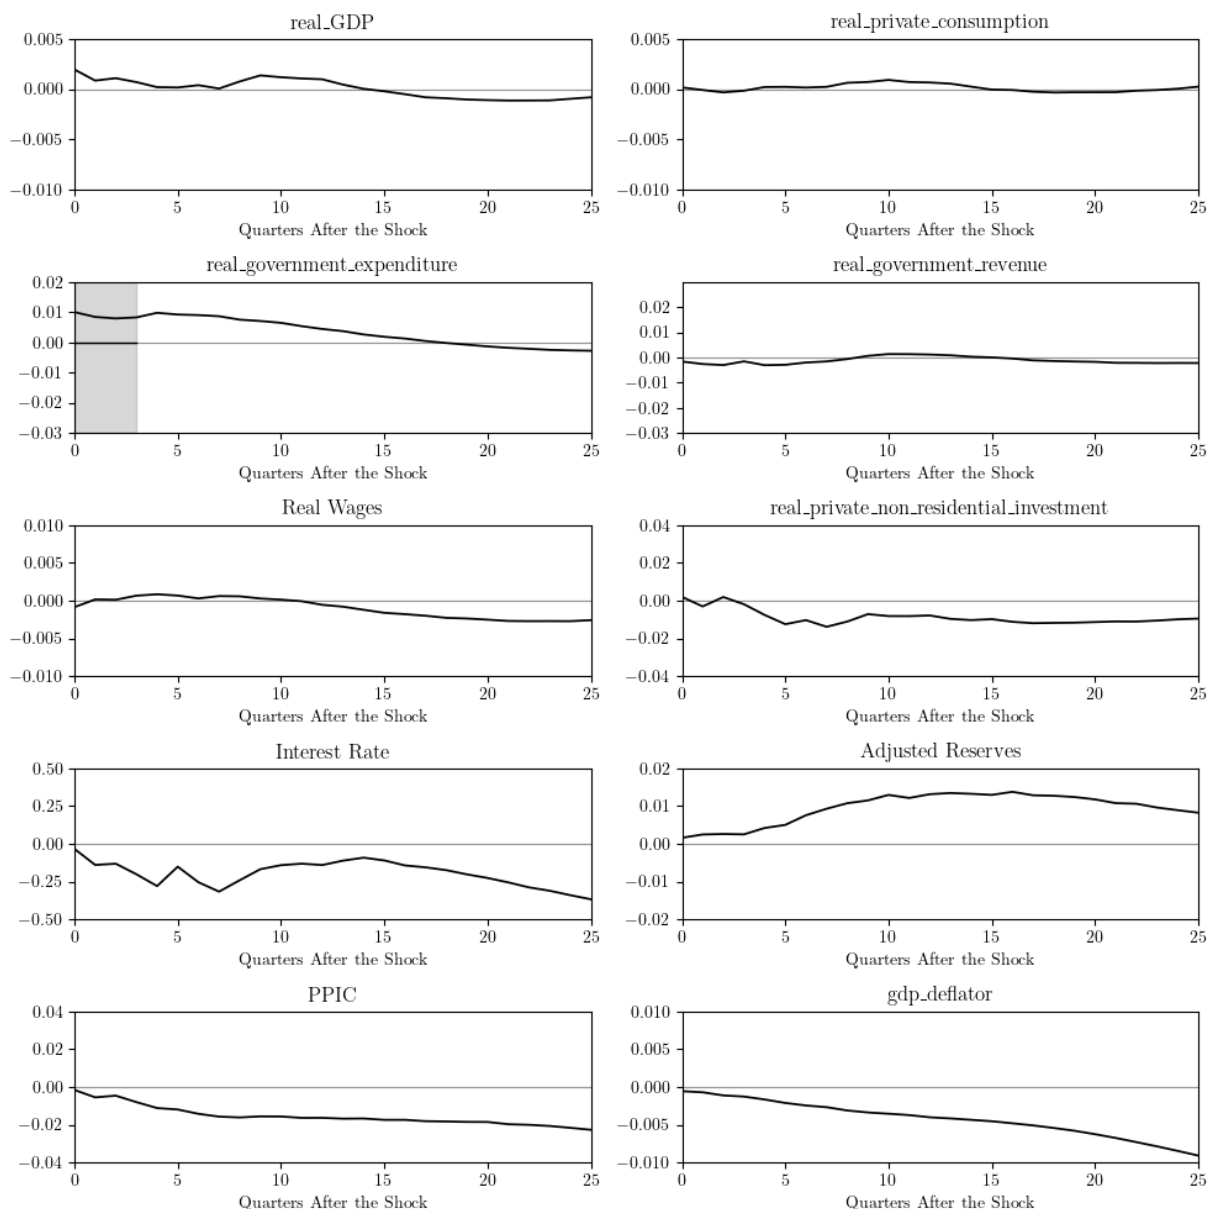 real_GDP
0.005
0.000
−0.005
−0.010
0 5 10 15 20 25
Quarters After the Shock
real_private_consumption
0.005
0.000
−0.005
−0.010
0 5 10 15 20 25
Quarters After the Shock
real_government_expenditure
0.02
0.01
0.00
−0.01
−0.02
−0.03
0 5 10 15 20 25
Quarters After the Shock
real_government_revenue
0.02
0.01
0.00
−0.01
−0.02
−0.03
0 5 10 15 20 25
Quarters After the Shock
Real Wages
0.010
0.005
0.000
−0.005
−0.010
0 5 10 15 20 25
Quarters After the Shock
real_private_non_residential_investment
0.04
0.02
0.00
−0.02
−0.04
0 5 10 15 20 25
Quarters After the Shock
Interest Rate
0.50
0.25
0.00
−0.25
−0.50
0 5 10 15 20 25
Quarters After the Shock
Adjusted Reserves
0.02
0.01
0.00
−0.01
−0.02
0 5 10 15 20 25
Quarters After the Shock
PPIC
0.04
0.02
0.00
−0.02
−0.04
0 5 10 15 20 25
Quarters After the Shock
gdp_deflator
0.010
0.005
0.000
−0.005
−0.010
0 5 10 15 20 25
Quarters After the Shock